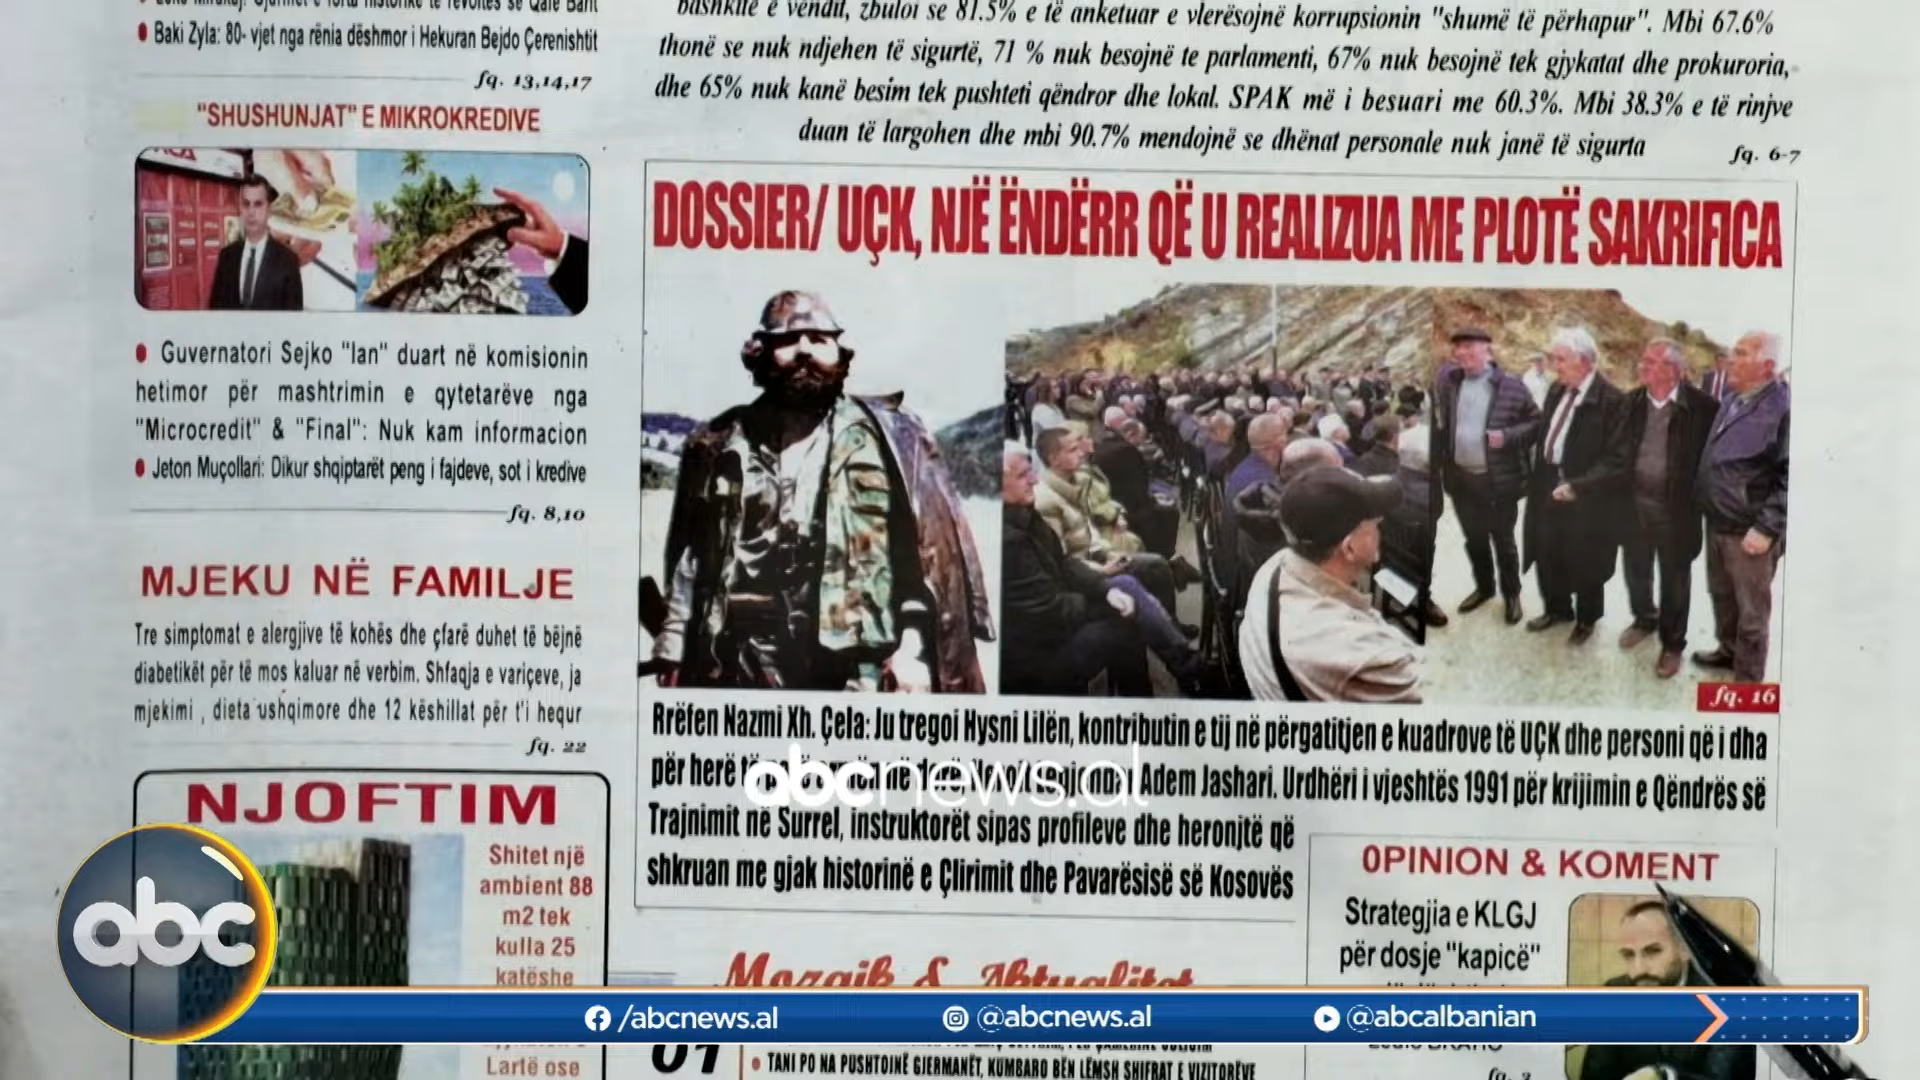 Baki Zyla: 80- vjet nga rënia dëshmor i Hekuran Bejdo Çerenishtit
fq. 13,14,17
"SHUSHUNJAT" E MIKROKREDIVE
Guvernatori Sejko "lan" duart në komisionin
hetimor për mashtrimin e qytetarëve nga
"Microcredit" & "Final": Nuk kam informacion
Jeton Muçollari: Dikur shqiptarët peng i fajdeve, sot i kredive
fq. 8,10
MJEKU NË FAMILJE
Tre simptomat e alergjive të kohës dhe çfarë duhet të bëjnë
diabetikët për të mos kaluar në verbim. Shfaqja e variçeve, ja
mjekimi , dieta ushqimore dhe 12 këshillat për t'i hequr
fq. 22
NJOFTIM
Shitet një
ambient 88
m2 tek
kulla 25
katëshe
Lartë ose
bashkitë e vendit, zbuloi se 81.5% e të anketuar e vlerësojnë korrupsionin "shumë të përhapur". Mbi 67.6%
thonë se nuk ndjehen të sigurtë, 71 % nuk besojnë te parlamenti, 67% nuk besojnë tek gjykatat dhe prokuroria,
dhe 65% nuk kanë besim tek pushteti qëndror dhe lokal. SPAK më i besuari me 60.3%. Mbi 38.3% e të rinjve
duan të largohen dhe mbi 90.7% mendojnë se dhënat personale nuk janë të sigurta
fq. 6-7
DOSSIER/ UÇK, NJË ËNDËRR QË U REALIZUA ME PLOTË SAKRIFICA
fq. 16
Rrëfen Nazmi Xh. Çela: Ju tregoi Hysni Lilën, kontributin e tij në përgatitjen e kuadrove të UÇK dhe personi që i dha
për herë Adem Jashari. Urdhëri i vjeshtës 1991 për krijimin e Qëndrës së
Trajnimit në Surrel, instruktorët sipas profileve dhe heronjtë që
shkruan me gjak historinë e Çlirimit dhe Pavarësisë së Kosovës
abcnews.al
OPINION & KOMENT
Strategjia e KLGJ
për dosje "kapicë"
Mozaik & Aktualitet
01
TANI PO NA PUSHTOJNË GJERMANËT, KUMBARO BËN LËMSH SHIFRAT E VIZITORËVE
abc
/abcnews.al
@abcnews.al
@abcalbanian